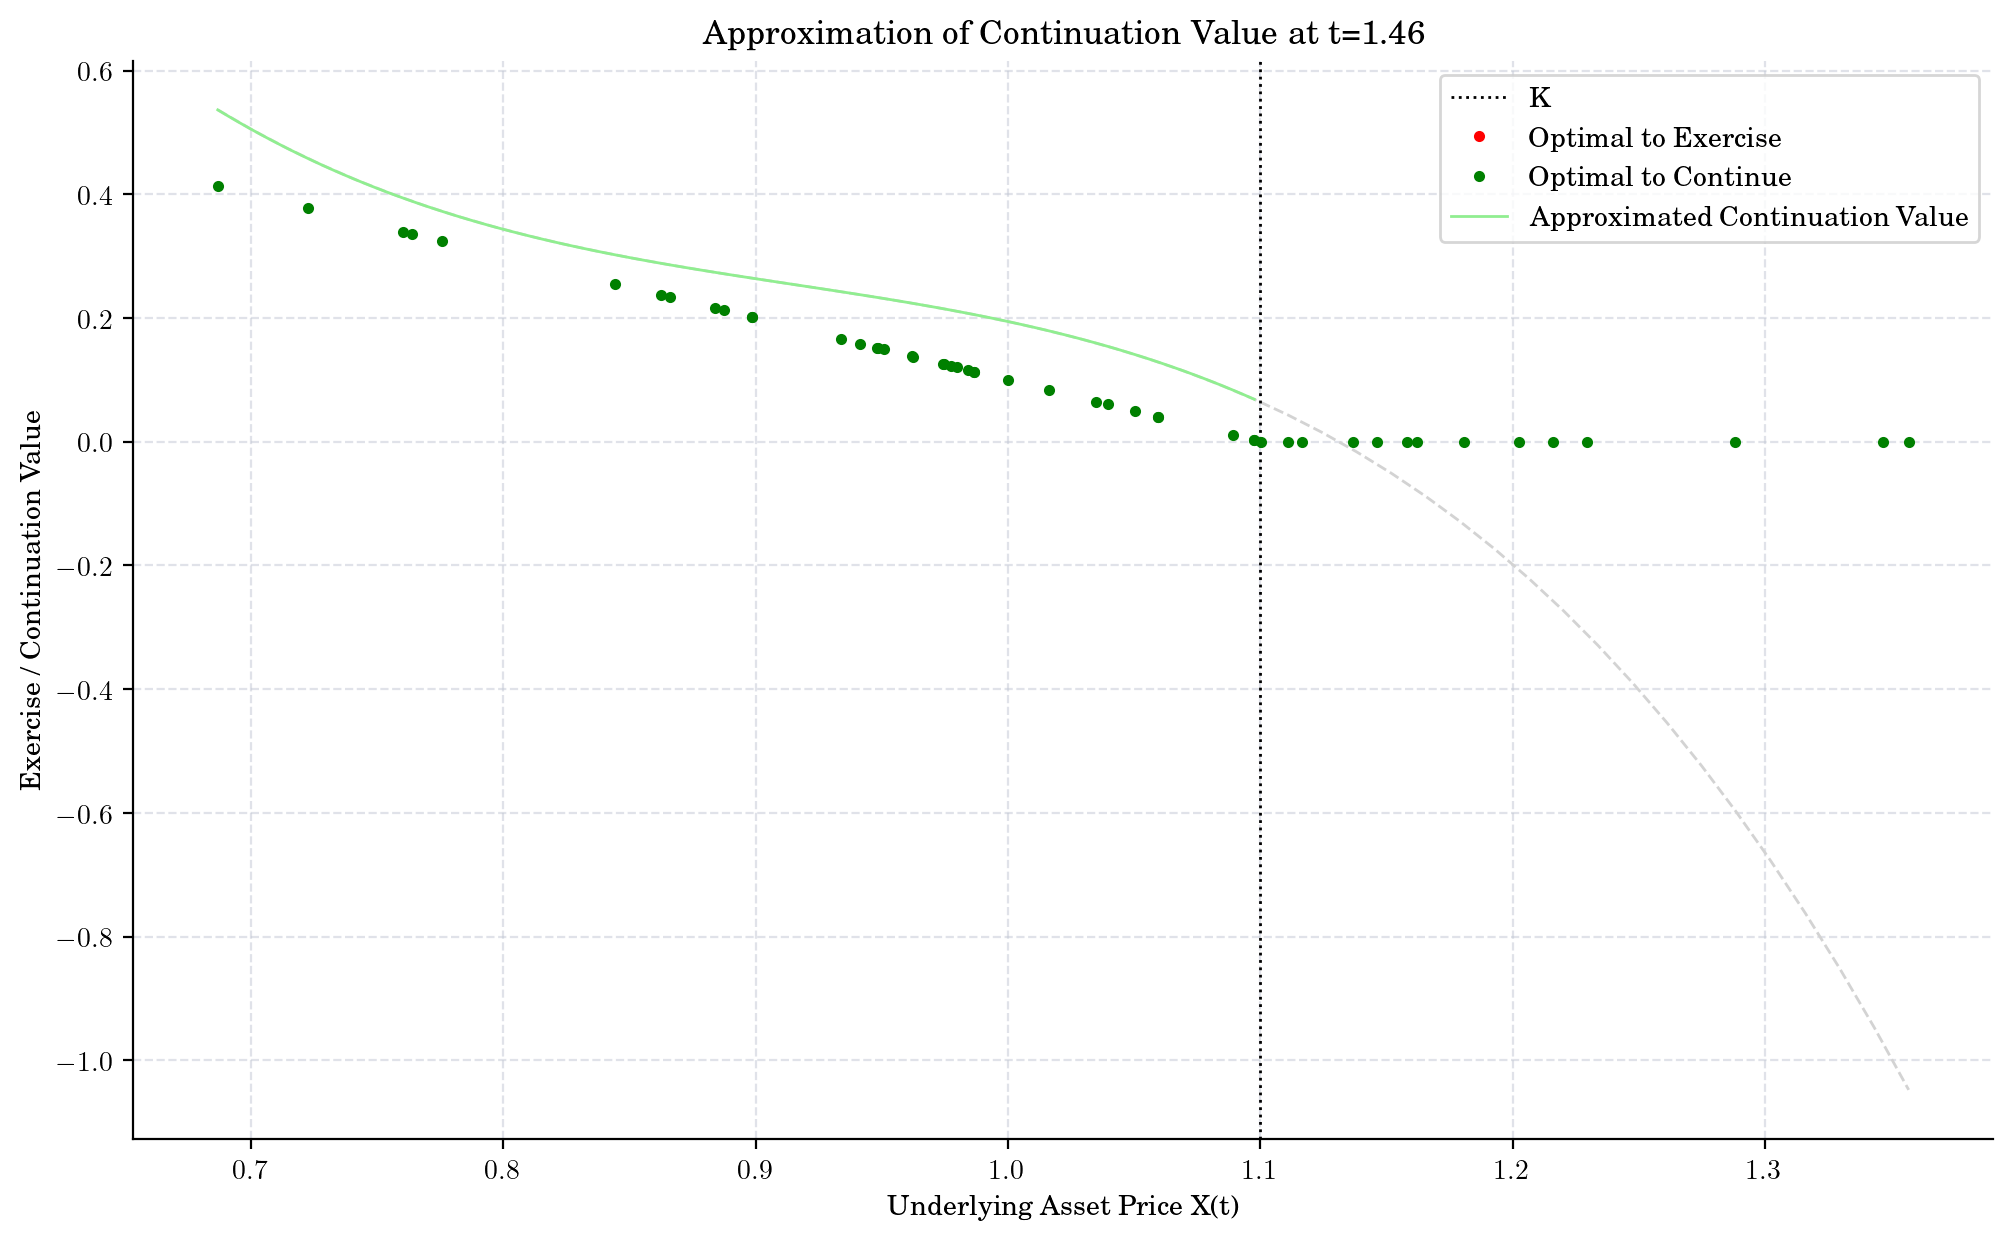 Approximation of Continuation Value at t=1.46
K
Optimal to Exercise
Optimal to Continue
Approximated Continuation Value
Exercise / Continuation Value
0.6
0.4
0.2
0.0
−0.2
−0.4
−0.6
−0.8
−1.0
0.7 0.8 0.9 1.0 1.1 1.2 1.3
Underlying Asset Price X(t)